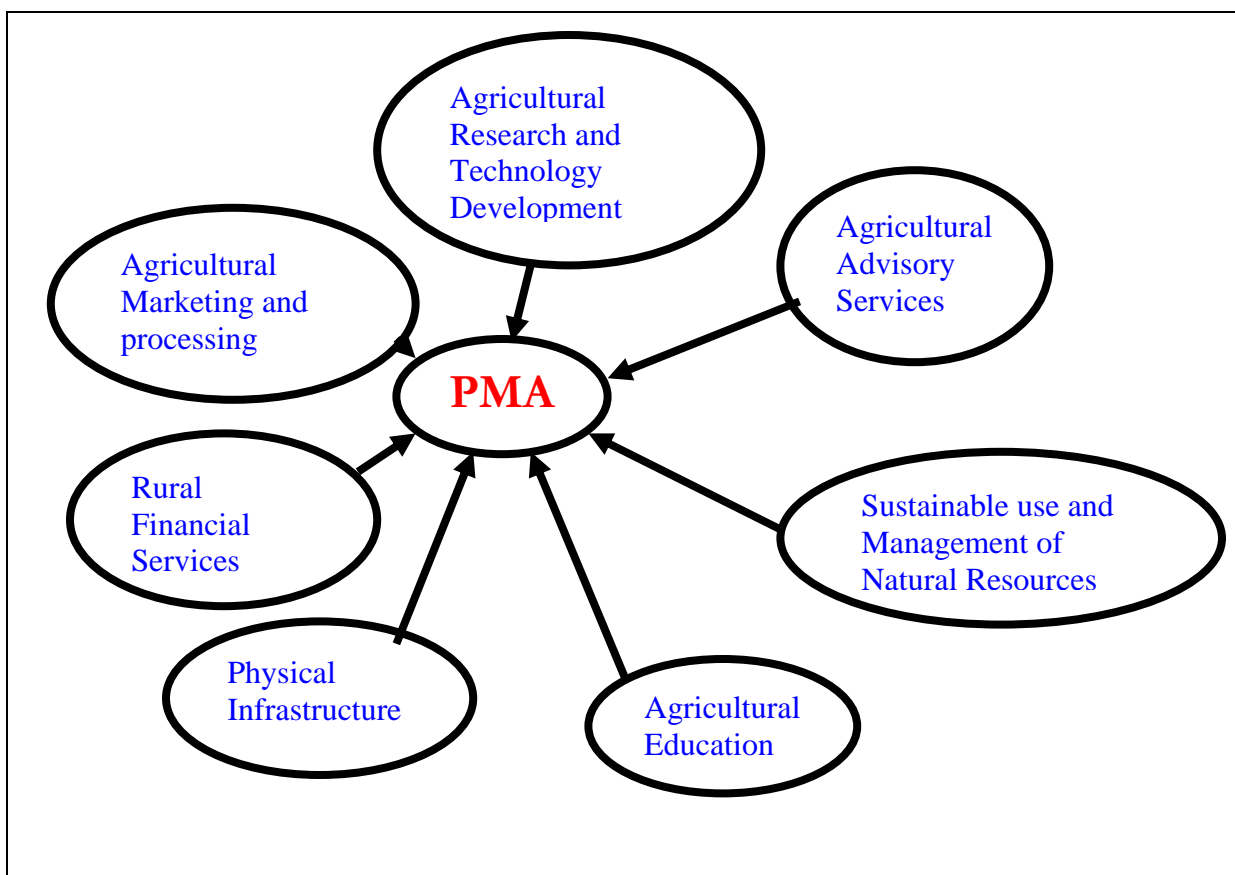 Agricultural
Research and
Technology
Development
Agricultural
Advisory
Services
Agricultural
Marketing and
processing
PMA
Rural
Financial
Services
Sustainable use and
Management of
Natural Resources
Physical
Infrastructure
Agricultural
Education